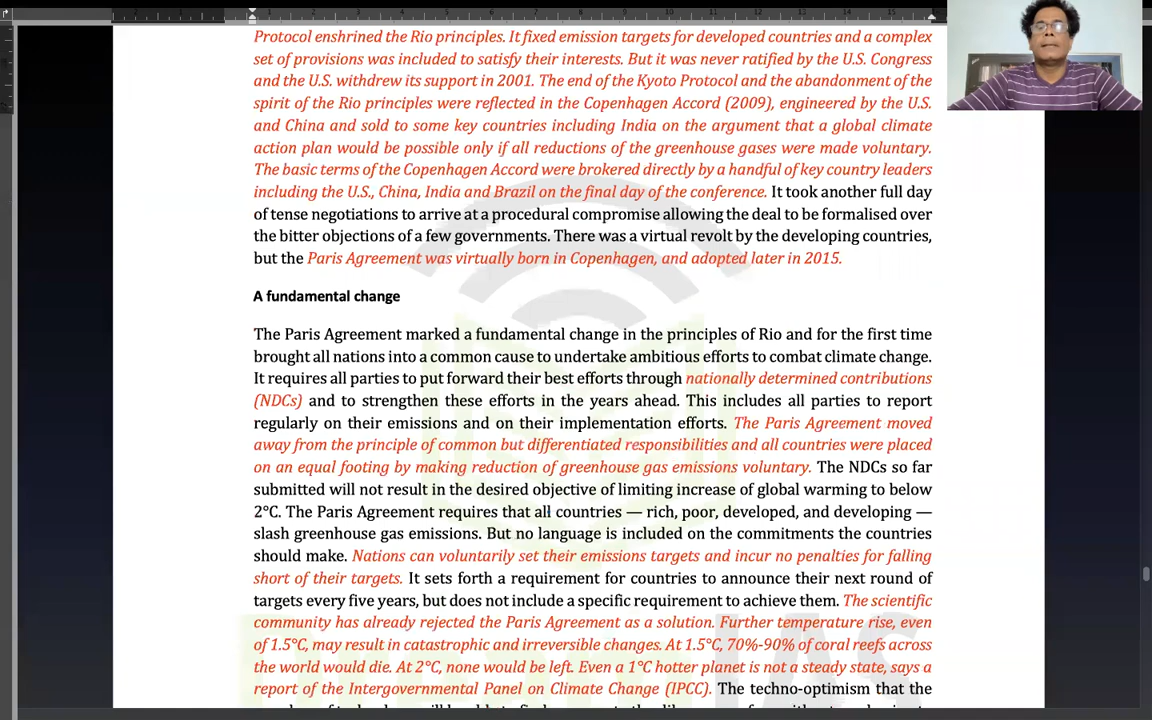 Protocol enshrined the Rio principles. It fixed emission targets for developed countries and a complex
set of provisions was included to satisfy their interests. But it was never ratified by the U.S. Congress
and the U.S. withdrew its support in 2001. The end of the Kyoto Protocol and the abandonment of the
spirit of the Rio principles were reflected in the Copenhagen Accord (2009), engineered by the U.S.
and China and sold to some key countries including India on the argument that a global climate
action plan would be possible only if all reductions of the greenhouse gases were made voluntary.
The basic terms of the Copenhagen Accord were brokered directly by a handful of key country leaders
including the U.S., China, India and Brazil on the final day of the conference. It took another full day
of tense negotiations to arrive at a procedural compromise allowing the deal to be formalised over
the bitter objections of a few governments. There was a virtual revolt by the developing countries,
but the Paris Agreement was virtually born in Copenhagen, and adopted later in 2015.
A fundamental change
The Paris Agreement marked a fundamental change in the principles of Rio and for the first time
brought all nations into a common cause to undertake ambitious efforts to combat climate change.
It requires all parties to put forward their best efforts through nationally determined contributions
(NDCs) and to strengthen these efforts in the years ahead. This includes all parties to report
regularly on their emissions and on their implementation efforts. The Paris Agreement moved
away from the principle of common but differentiated responsibilities and all countries were placed
on an equal footing by making reduction of greenhouse gas emissions voluntary. The NDCs so far
submitted will not result in the desired objective of limiting increase of global warming to below
2°C. The Paris Agreement requires that all countries — rich, poor, developed, and developing —
slash greenhouse gas emissions. But no language is included on the commitments the countries
should make. Nations can voluntarily set their emissions targets and incur no penalties for falling
short of their targets. It sets forth a requirement for countries to announce their next round of
targets every five years, but does not include a specific requirement to achieve them. The scientific
community has already rejected the Paris Agreement as a solution. Further temperature rise, even
of 1.5°C, may result in catastrophic and irreversible changes. At 1.5°C, 70%-90% of coral reefs across
the world would die. At 2°C, none would be left. Even a 1°C hotter planet is not a steady state, says a
report of the Intergovernmental Panel on Climate Change (IPCC). The techno-optimism that the